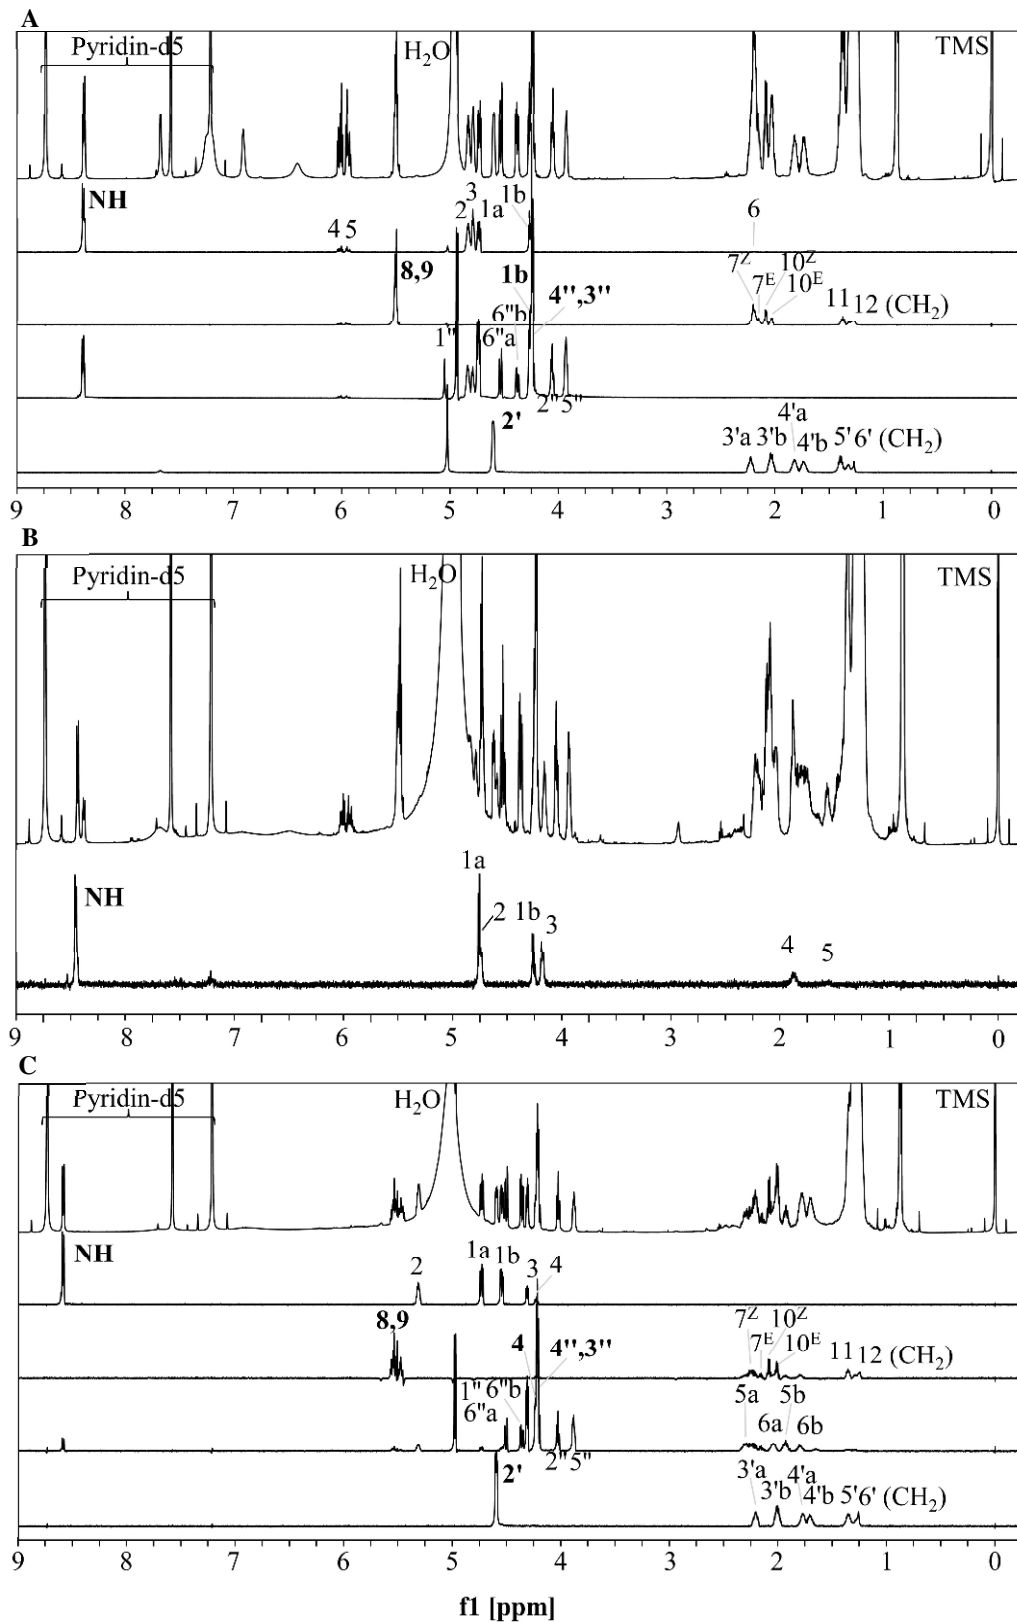 A
Pyridin-d5 H₂O TMS
NH 4 5 2 3 1a 1b 6
8,9 1b 4'',3'' 7ᶻ 7ᴱ 10ᶻ 10ᴱ 11 12 (CH₂)
1'' 6''a 6''b 2'' 5''
2' 3'a 3'b 4'a 4'b 5' 6' (CH₂)
9 8 7 6 5 4 3 2 1 0
B
Pyridin-d5 H₂O TMS
NH 1a 2 1b 3 4 5
9 8 7 6 5 4 3 2 1 0
C
Pyridin-d5 H₂O TMS
NH 2 1a 1b 3 4
8,9 4 4'',3'' 7ᶻ 7ᴱ 10ᶻ 10ᴱ 11 12 (CH₂)
1'' 6''a 6''b 2'' 5'' 5a 6a 5b 6b
2' 3'a 3'b 4'a 4'b 5' 6' (CH₂)
9 8 7 6 5 4 3 2 1 0
f1 [ppm]